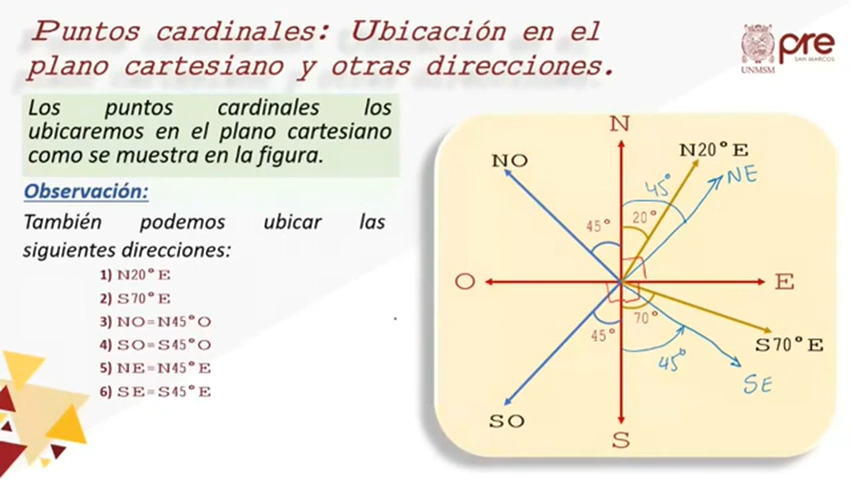 Puntos cardinales: Ubicación en el
plano cartesiano y otras direcciones.
UNMSM
pre
SAN MARCOS
Los puntos cardinales los
ubicaremos en el plano cartesiano
como se muestra en la figura.
Observación:
También podemos ubicar las
siguientes direcciones:
1) N20°E
2) S70°E
3) NO=N45°O
4) SO=S45°O
5) NE=N45°E
6) SE=S45°E
N
NO
N20°E
NE
45°
45°
20°
O
E
45°
70°
S70°E
45°
SE
SO
S